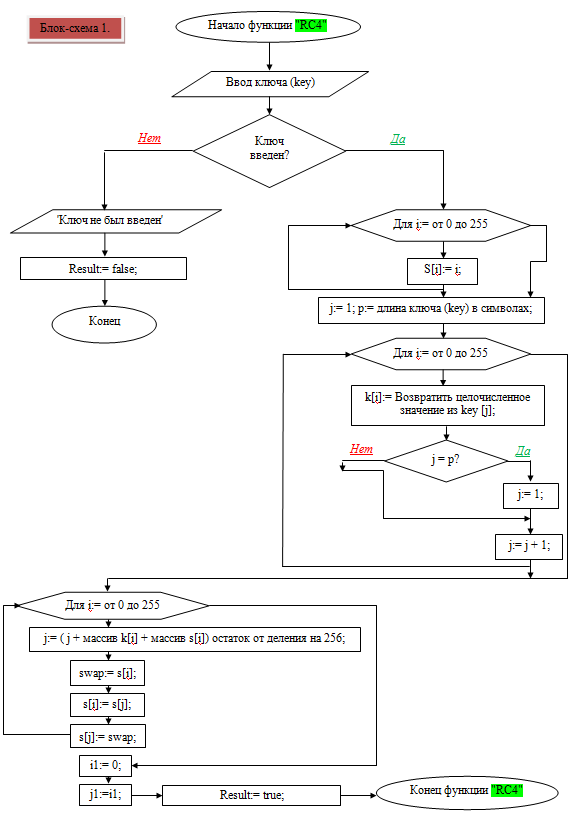 Блок-схема 1.
Начало функции "RC4"
Ввод ключа (key)
Ключ
введен?
Нет
Да
'Ключ не был введен'
Result:= false;
Конец
Для i:= от 0 до 255
S[i]:= i;
j:= 1; p:= длина ключа (key) в символах;
Для i:= от 0 до 255
k[i]:= Возвратить целочисленное
значение из key [j];
j = p?
Нет
Да
j:= 1;
j:= j + 1;
Для i:= от 0 до 255
j:= ( j + массив k[i] + массив s[i]) остаток от деления на 256;
swap:= s[i];
s[i]:= s[j];
s[j]:= swap;
i1:= 0;
j1:=i1;
Result:= true;
Конец функции "RC4"